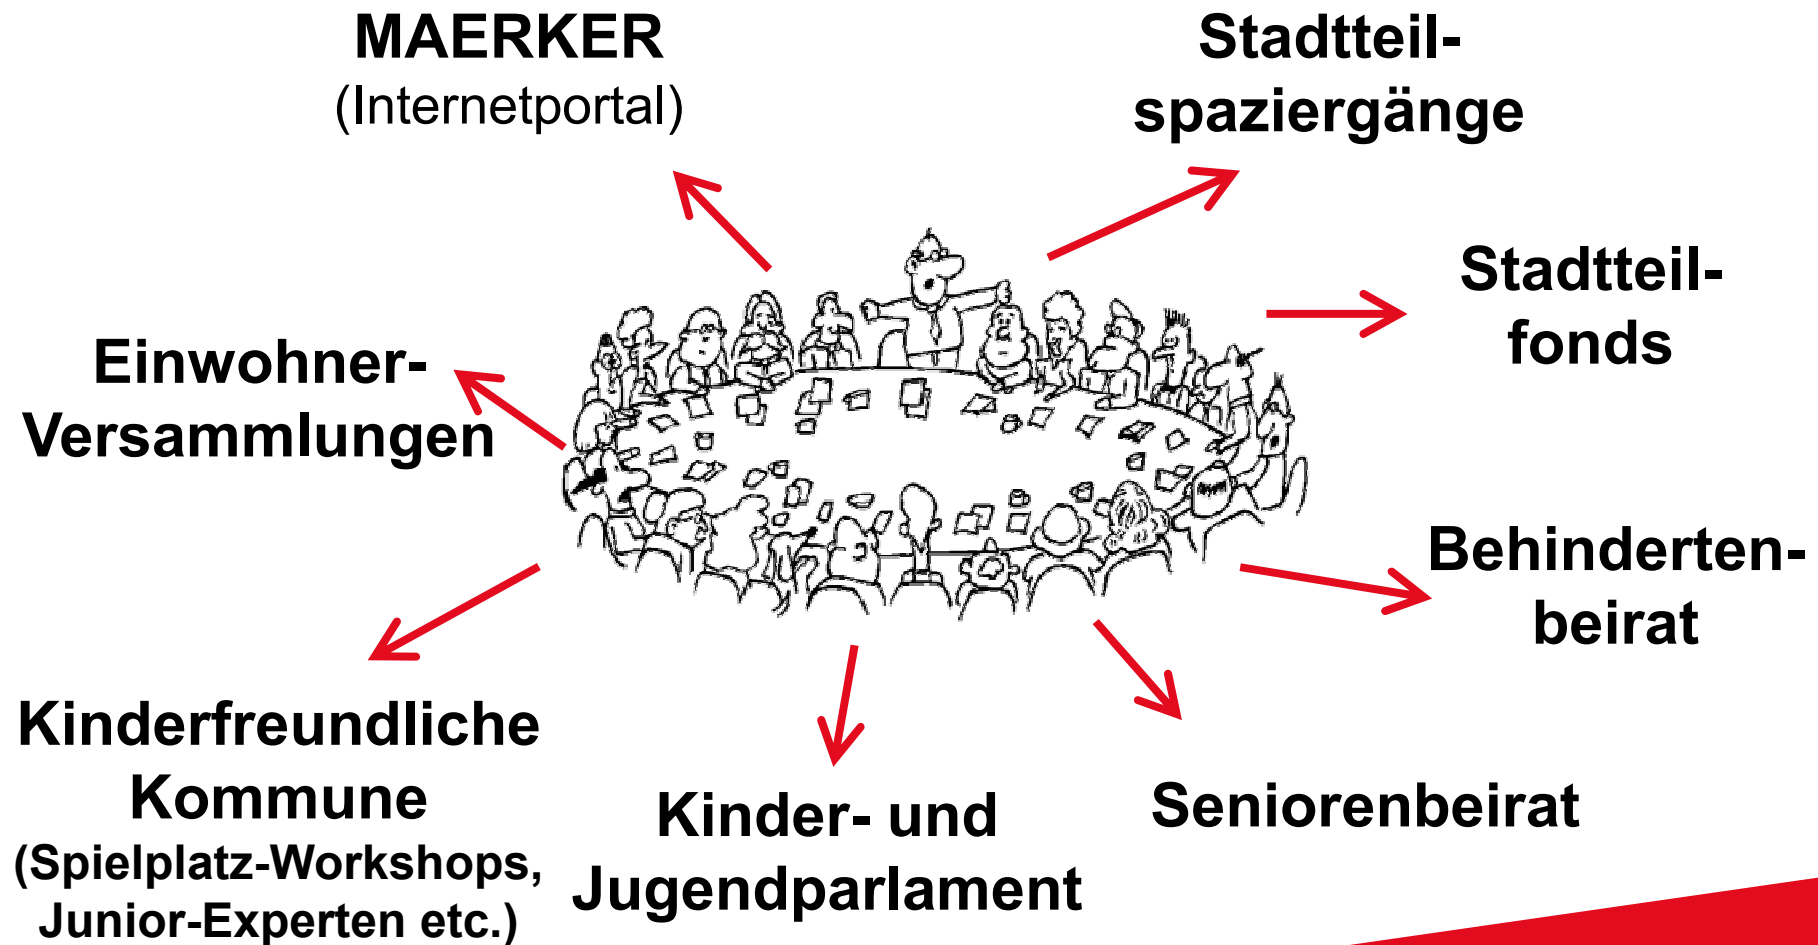 MAERKER
(Internetportal)
Stadtteil-
spaziergänge
Stadtteil-
fonds
Einwohner-
Versammlungen
Behinderten-
beirat
Kinderfreundliche
Kommune
(Spielplatz-Workshops,
Junior-Experten etc.)
Kinder- und
Jugendparlament
Seniorenbeirat